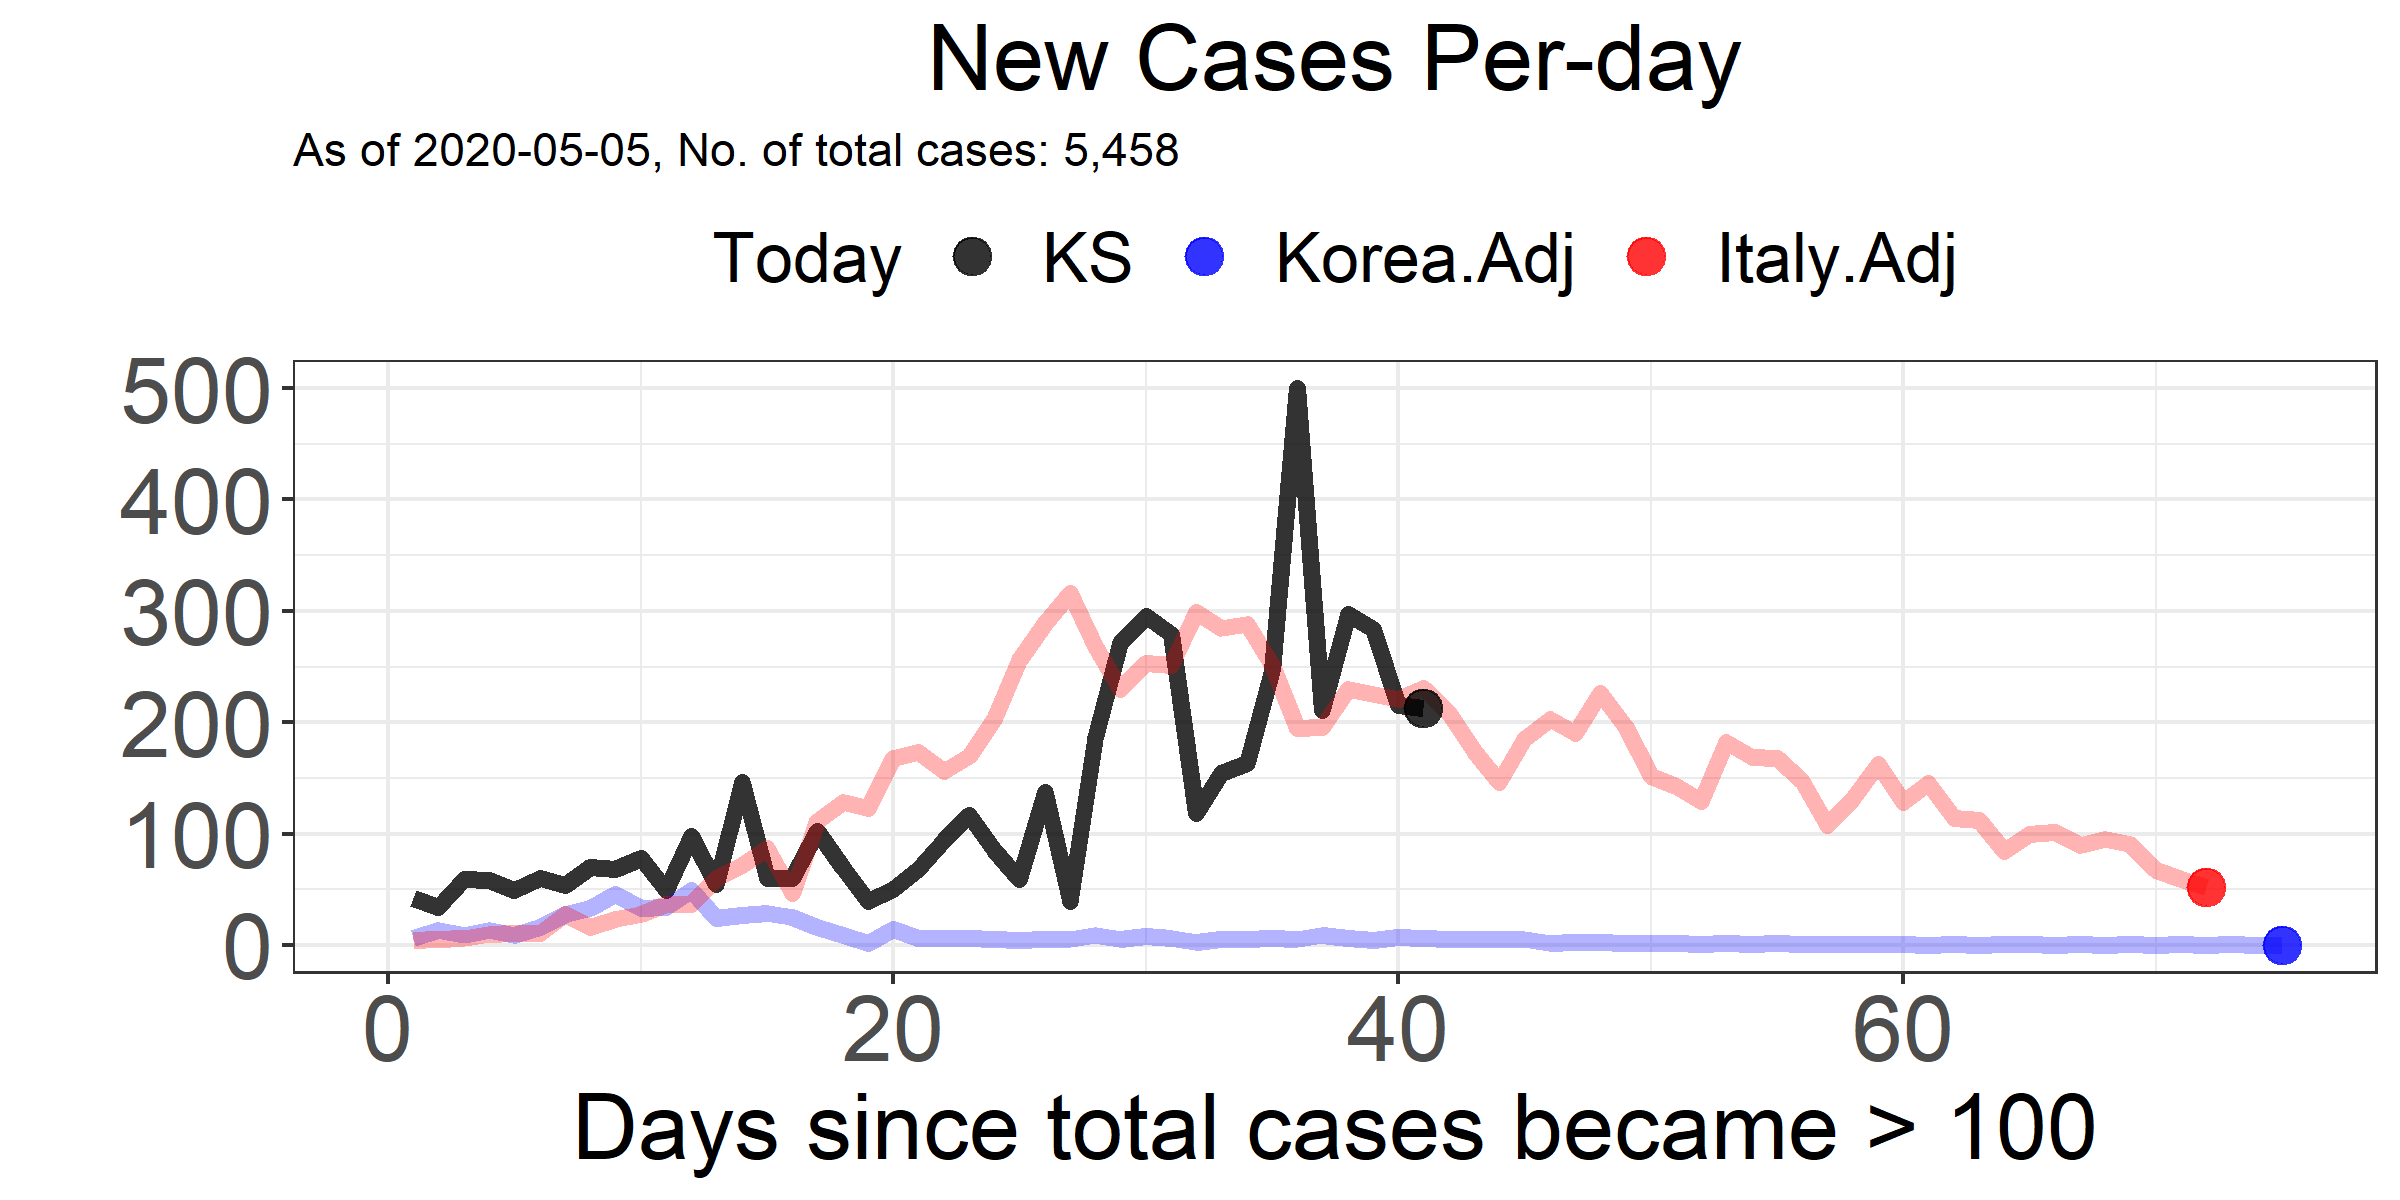 New Cases Per-day
As of 2020-05-05, No. of total cases: 5,458
Today KS Korea.Adj Italy.Adj
500
400
300
200
100
0
0 20 40 60
Days since total cases became > 100